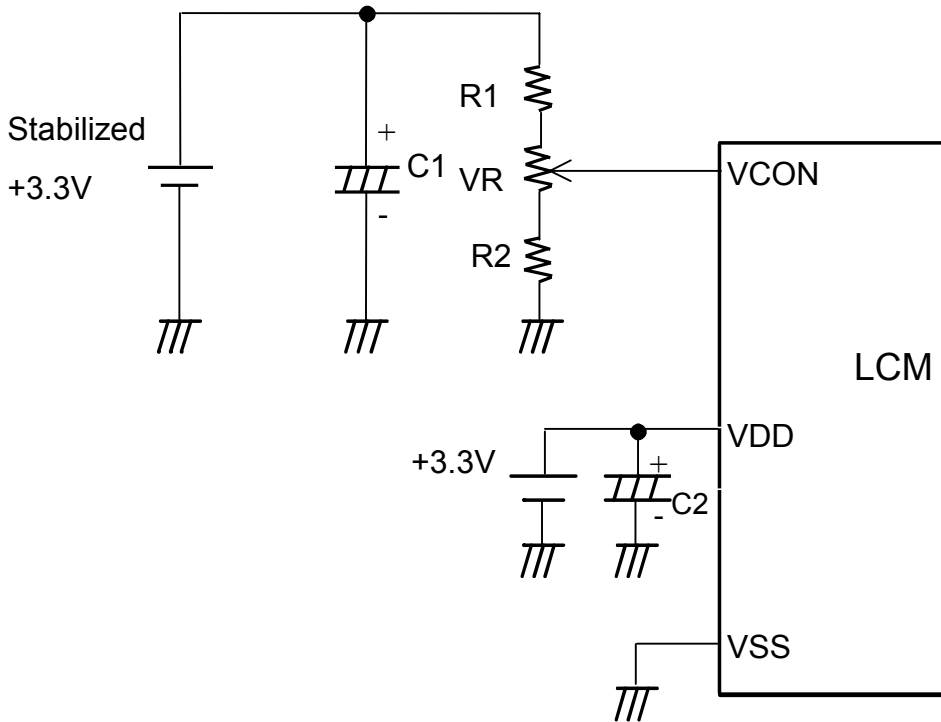 R1
Stabilized
+3.3V
+
C1
-
VR
VCON
R2
LCM
VDD
+3.3V
+
C2
-
VSS